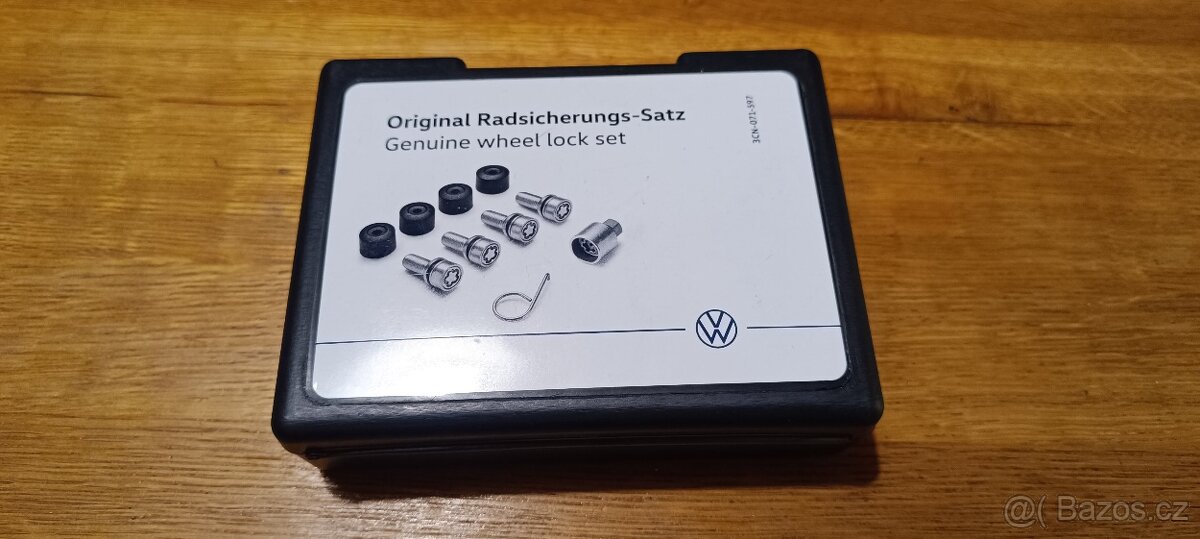 Original Radsicherungs-Satz
Genuine wheel lock set
3CN-071-597
@( Bazos.cz